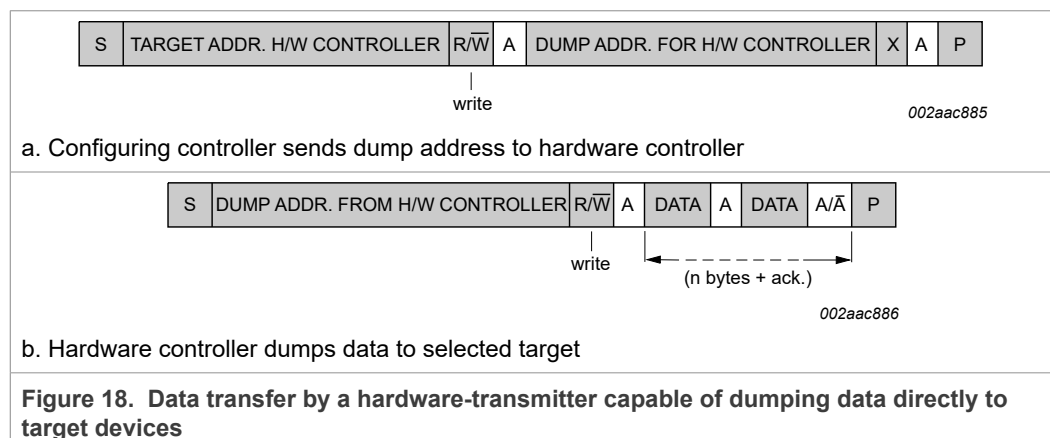 S TARGET ADDR. H/W CONTROLLER R/W̅ A DUMP ADDR. FOR H/W CONTROLLER X A P
write
002aac885
a. Configuring controller sends dump address to hardware controller
S DUMP ADDR. FROM H/W CONTROLLER R/W̅ A DATA A DATA A/A̅ P
write
(n bytes + ack.)
002aac886
b. Hardware controller dumps data to selected target
Figure 18. Data transfer by a hardware-transmitter capable of dumping data directly to
target devices